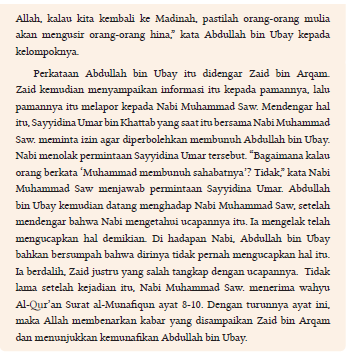 Allah, kalau kita kembali ke Madinah, pastilah orang-orang mulia
akan mengusir orang-orang hina,” kata Abdullah bin Ubay kepada
kelompoknya.
Perkataan Abdullah bin Ubay itu didengar Zaid bin Arqam.
Zaid kemudian menyampaikan informasi itu kepada pamannya, lalu
pamannya itu melapor kepada Nabi Muhammad Saw. Mendengar hal
itu, Sayyidina Umar bin Khattab yang saat itu bersama Nabi Muhammad
Saw. meminta izin agar diperbolehkan membunuh Abdullah bin Ubay.
Nabi menolak permintaan Sayyidina Umar tersebut. “Bagaimana kalau
orang berkata ‘Muhammad membunuh sahabatnya’? Tidak,” kata Nabi
Muhammad Saw menjawab permintaan Sayyidina Umar. Abdullah
bin Ubay kemudian datang menghadap Nabi Muhammad Saw, setelah
mendengar bahwa Nabi mengetahui ucapannya itu. Ia mengelak telah
mengucapkan hal demikian. Di hadapan Nabi, Abdullah bin Ubay
bahkan bersumpah bahwa dirinya tidak pernah mengucapkan hal itu.
Ia berdalih, Zaid justru yang salah tangkap dengan ucapannya. Tidak
lama setelah kejadian itu, Nabi Muhammad Saw. menerima wahyu
Al-Qur’an Surat al-Munafiqun ayat 8-10. Dengan turunnya ayat ini,
maka Allah membenarkan kabar yang disampaikan Zaid bin Arqam
dan menunjukkan kemunafikan Abdullah bin Ubay.